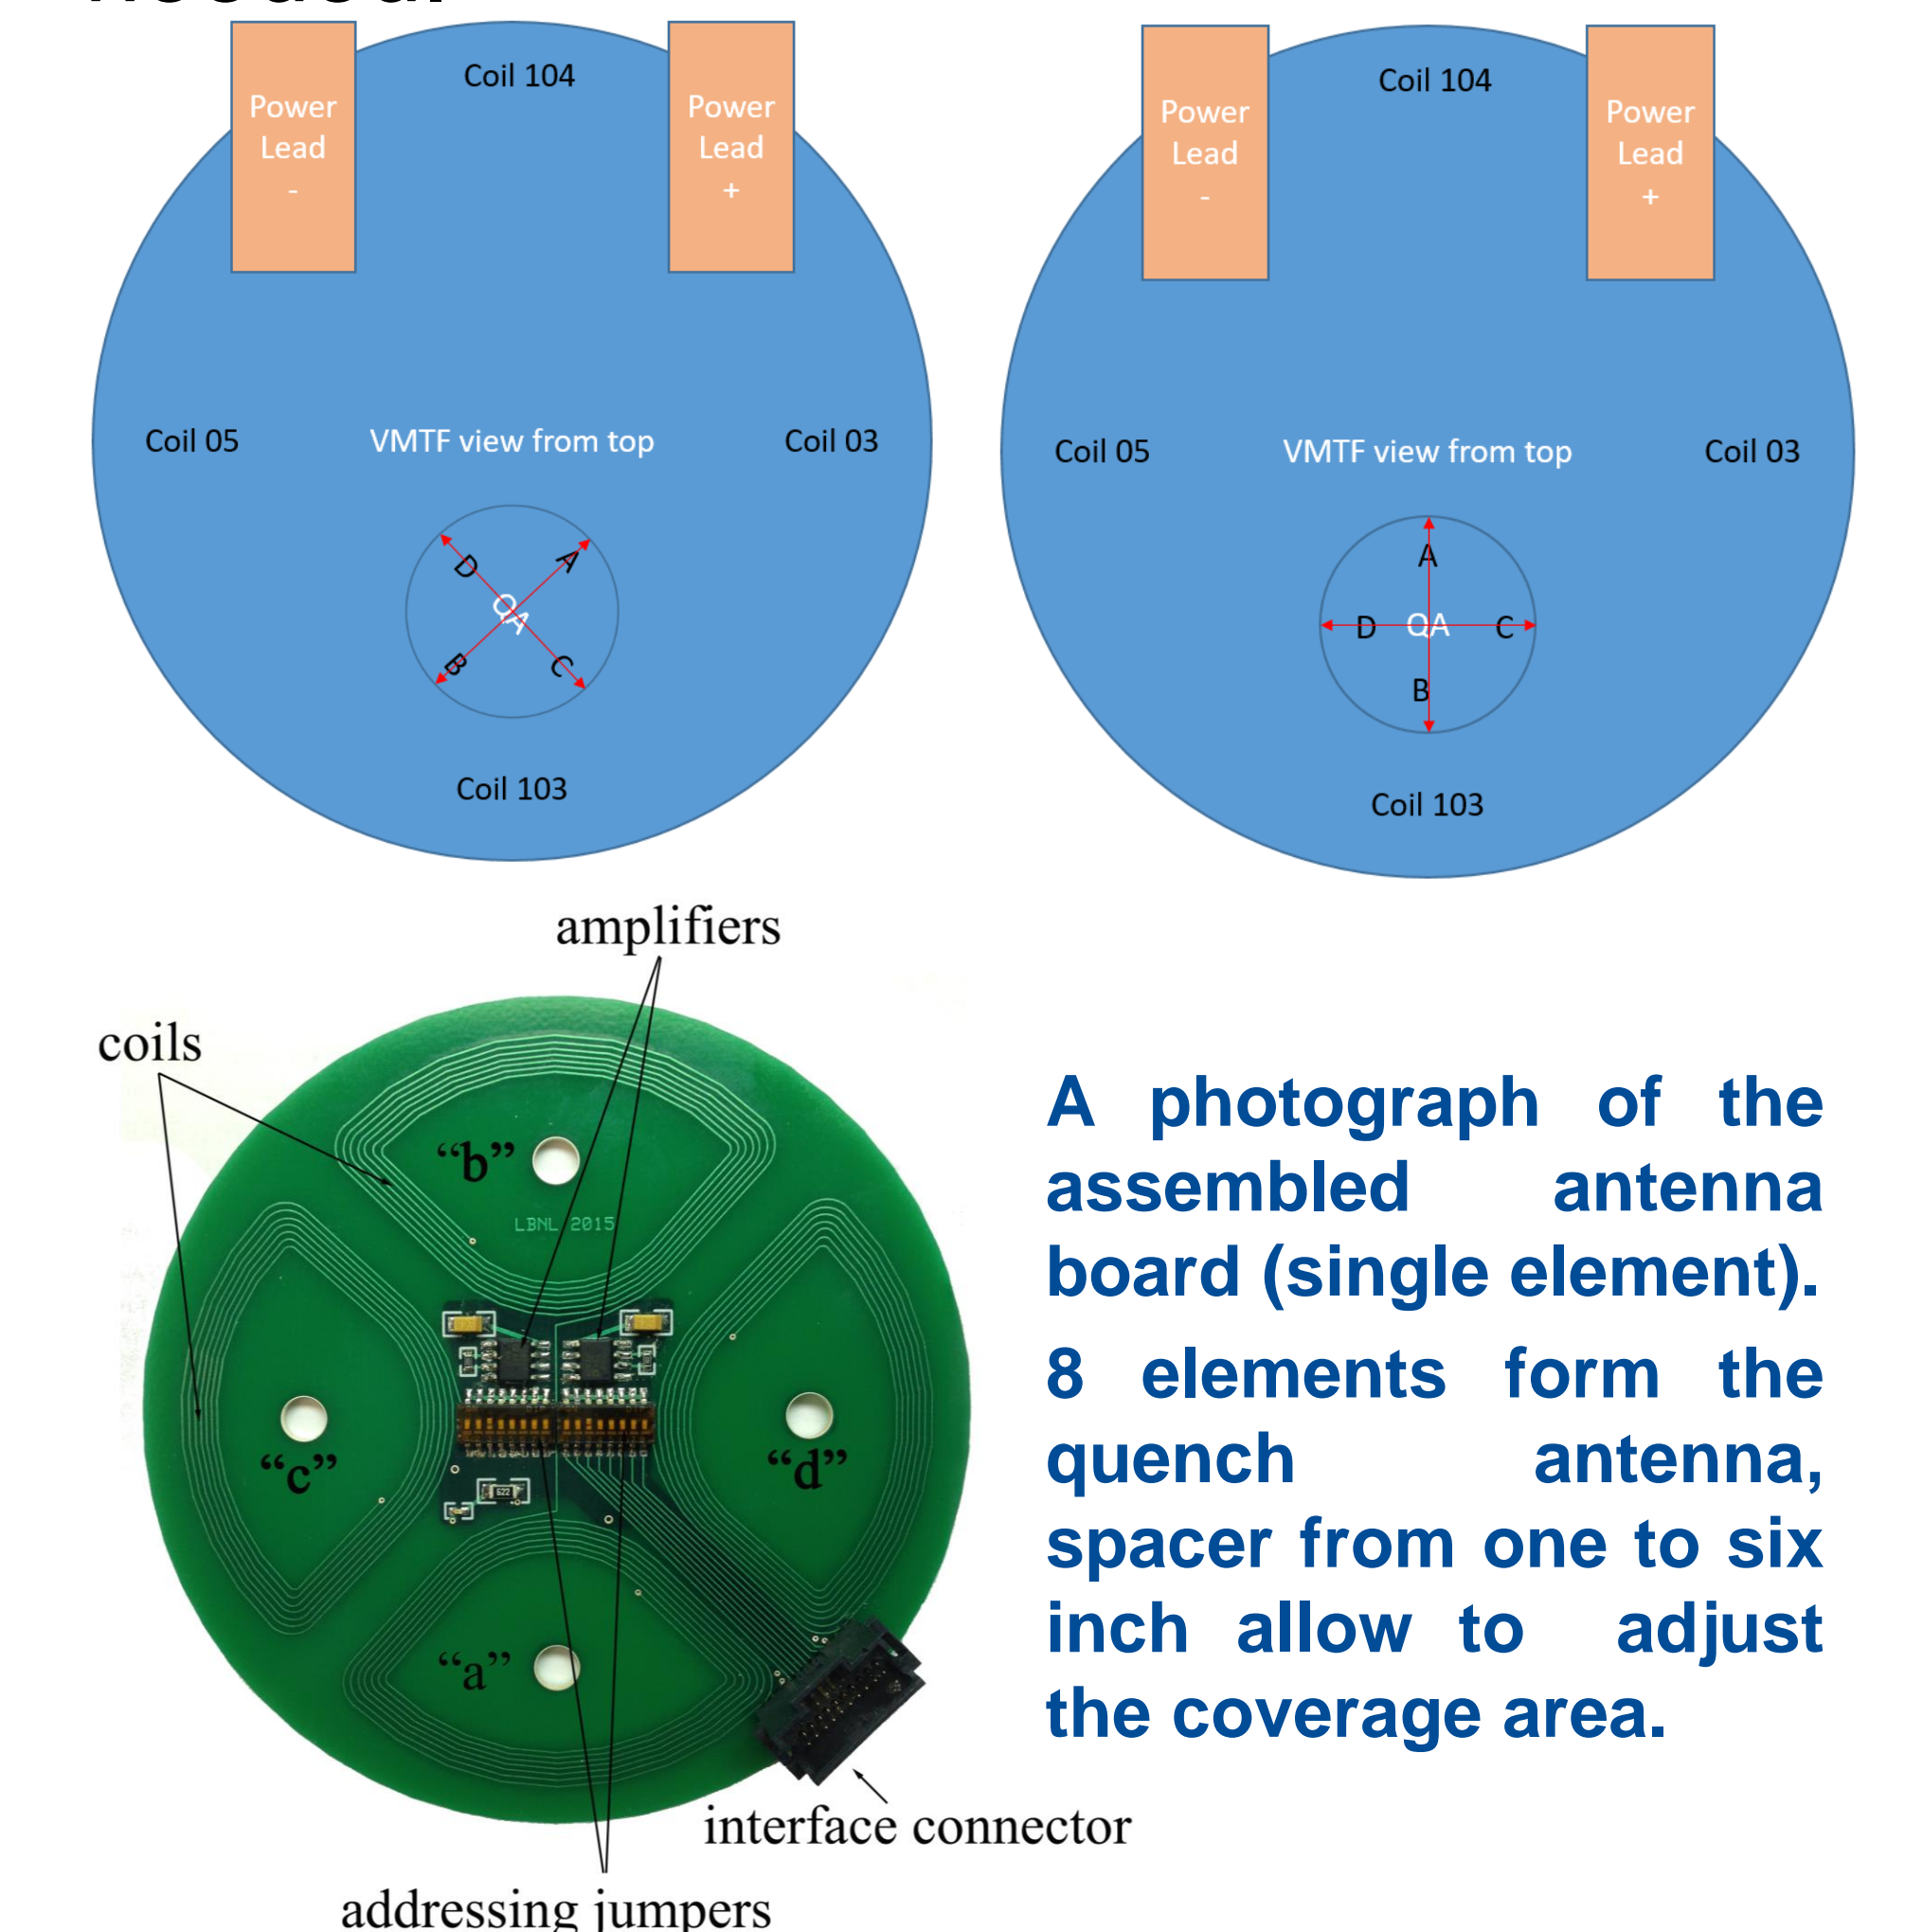 Coil 104
Power
Lead
-
Power
Lead
+
Coil 05
VMTF view from top
Coil 03
D
A
QA
B
C
Coil 103
Coil 104
Power
Lead
-
Power
Lead
+
Coil 05
VMTF view from top
Coil 03
A
D
QA
C
B
Coil 103
amplifiers
coils
“b”
LBNL 2015
“c”
“d”
622
“a”
interface connector
addressing jumpers
A photograph of the
assembled antenna
board (single element).
8 elements form the
quench antenna,
spacer from one to six
inch allow to adjust
the coverage area.